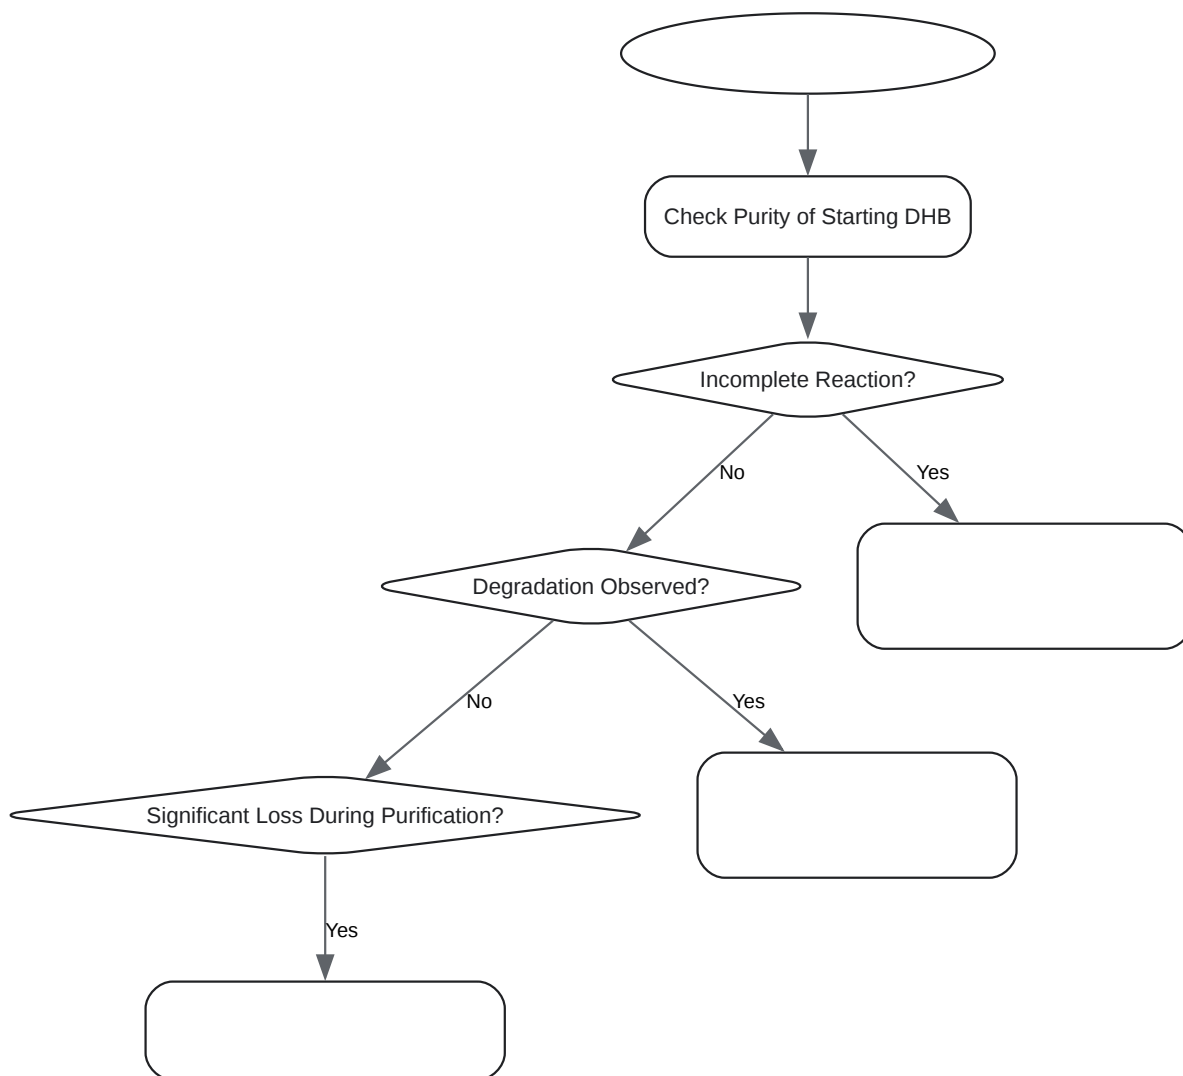 Check Purity of Starting DHB
Incomplete Reaction?
No
Yes
Degradation Observed?
No
Yes
Significant Loss During Purification?
Yes